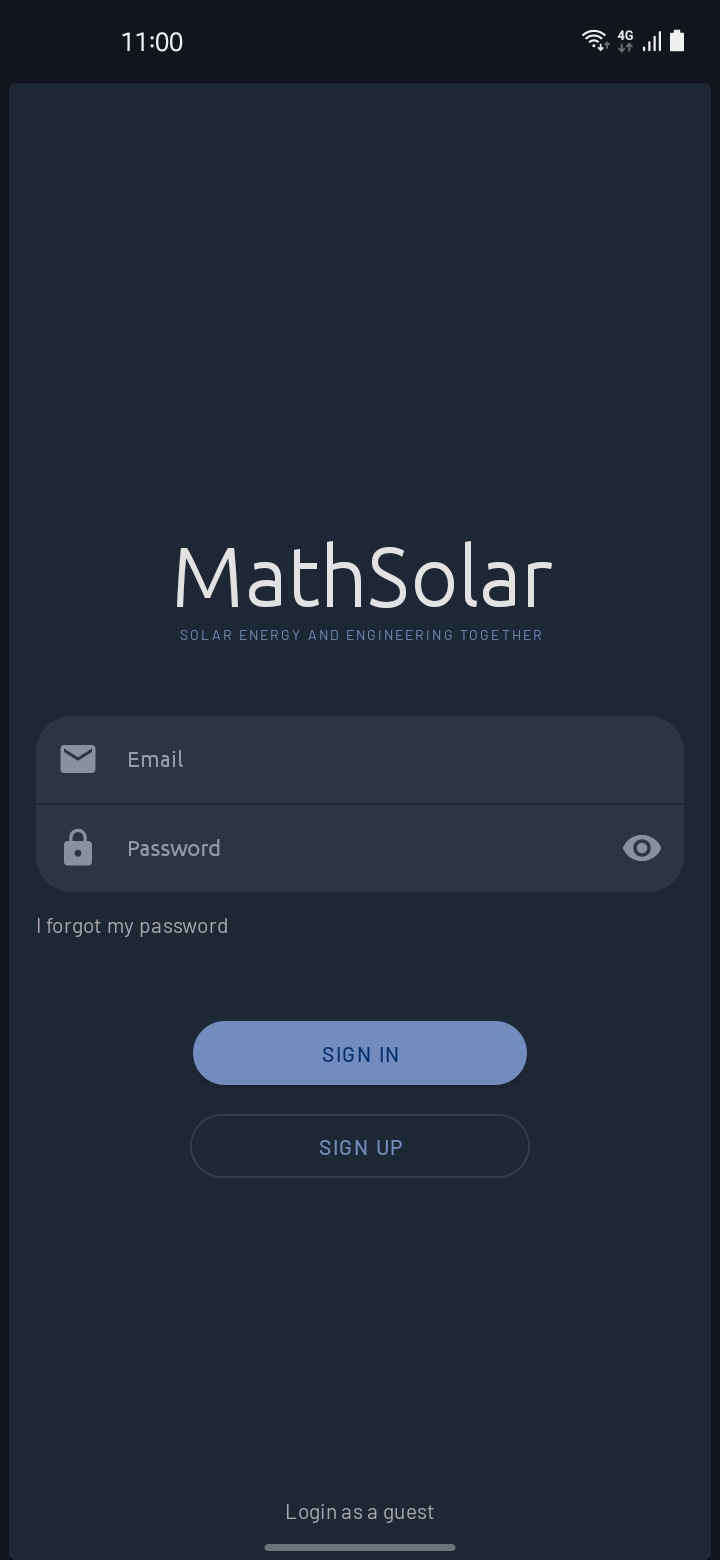 11:00
4G
MathSolar
SOLAR ENERGY AND ENGINEERING TOGETHER
Email
Password
I forgot my password
SIGN IN
SIGN UP
Login as a guest